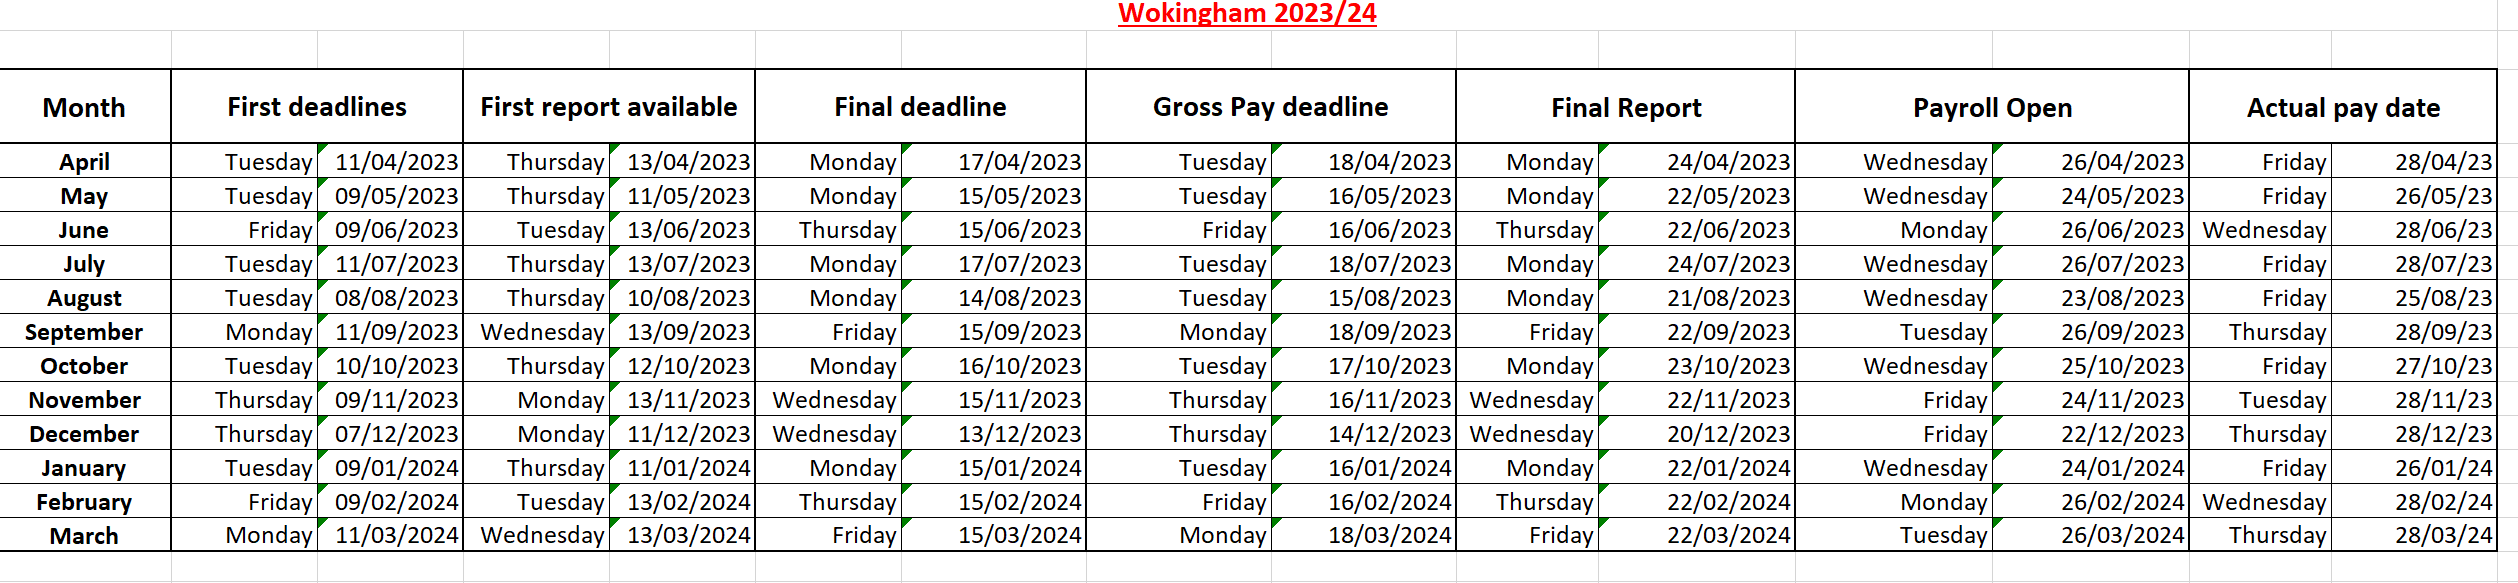 Wokingham 2023/24
Month First deadlines First report available Final deadline Gross Pay deadline Final Report Payroll Open Actual pay date
April Tuesday 11/04/2023 Thursday 13/04/2023 Monday 17/04/2023 Tuesday 18/04/2023 Monday 24/04/2023 Wednesday 26/04/2023 Friday 28/04/23
May Tuesday 09/05/2023 Thursday 11/05/2023 Monday 15/05/2023 Tuesday 16/05/2023 Monday 22/05/2023 Wednesday 24/05/2023 Friday 26/05/23
June Friday 09/06/2023 Tuesday 13/06/2023 Thursday 15/06/2023 Friday 16/06/2023 Thursday 22/06/2023 Monday 26/06/2023 Wednesday 28/06/23
July Tuesday 11/07/2023 Thursday 13/07/2023 Monday 17/07/2023 Tuesday 18/07/2023 Monday 24/07/2023 Wednesday 26/07/2023 Friday 28/07/23
August Tuesday 08/08/2023 Thursday 10/08/2023 Monday 14/08/2023 Tuesday 15/08/2023 Monday 21/08/2023 Wednesday 23/08/2023 Friday 25/08/23
September Monday 11/09/2023 Wednesday 13/09/2023 Friday 15/09/2023 Monday 18/09/2023 Friday 22/09/2023 Tuesday 26/09/2023 Thursday 28/09/23
October Tuesday 10/10/2023 Thursday 12/10/2023 Monday 16/10/2023 Tuesday 17/10/2023 Monday 23/10/2023 Wednesday 25/10/2023 Friday 27/10/23
November Thursday 09/11/2023 Monday 13/11/2023 Wednesday 15/11/2023 Thursday 16/11/2023 Wednesday 22/11/2023 Friday 24/11/2023 Tuesday 28/11/23
December Thursday 07/12/2023 Monday 11/12/2023 Wednesday 13/12/2023 Thursday 14/12/2023 Wednesday 20/12/2023 Friday 22/12/2023 Thursday 28/12/23
January Tuesday 09/01/2024 Thursday 11/01/2024 Monday 15/01/2024 Tuesday 16/01/2024 Monday 22/01/2024 Wednesday 24/01/2024 Friday 26/01/24
February Friday 09/02/2024 Tuesday 13/02/2024 Thursday 15/02/2024 Friday 16/02/2024 Thursday 22/02/2024 Monday 26/02/2024 Wednesday 28/02/24
March Monday 11/03/2024 Wednesday 13/03/2024 Friday 15/03/2024 Monday 18/03/2024 Friday 22/03/2024 Tuesday 26/03/2024 Thursday 28/03/24